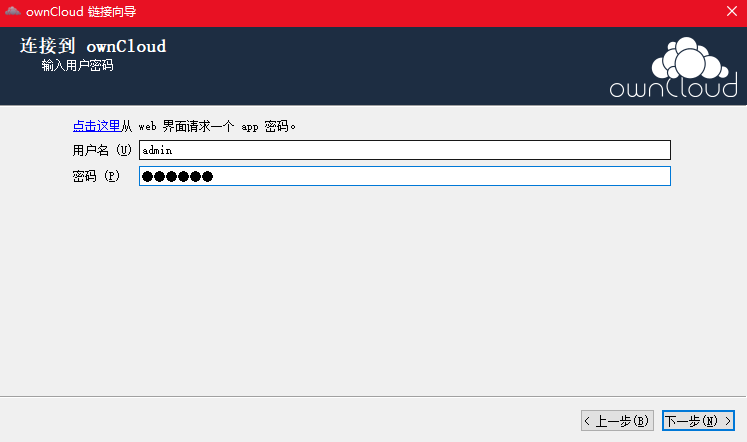 ownCloud 链接向导
连接到 ownCloud
输入用户密码
ownCloud
点击这里从 web 界面请求一个 app 密码。
用户名 (U) admin
密码 (P) ●●●●●●
< 上一步(B) 下一步(N) >